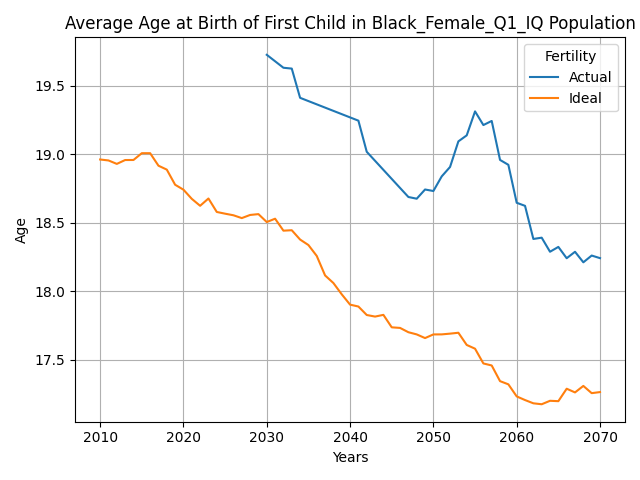 Average Age at Birth of First Child in Black_Female_Q1_IQ Population
Fertility
Actual
Ideal
Age
19.5
19.0
18.5
18.0
17.5
2010 2020 2030 2040 2050 2060 2070
Years